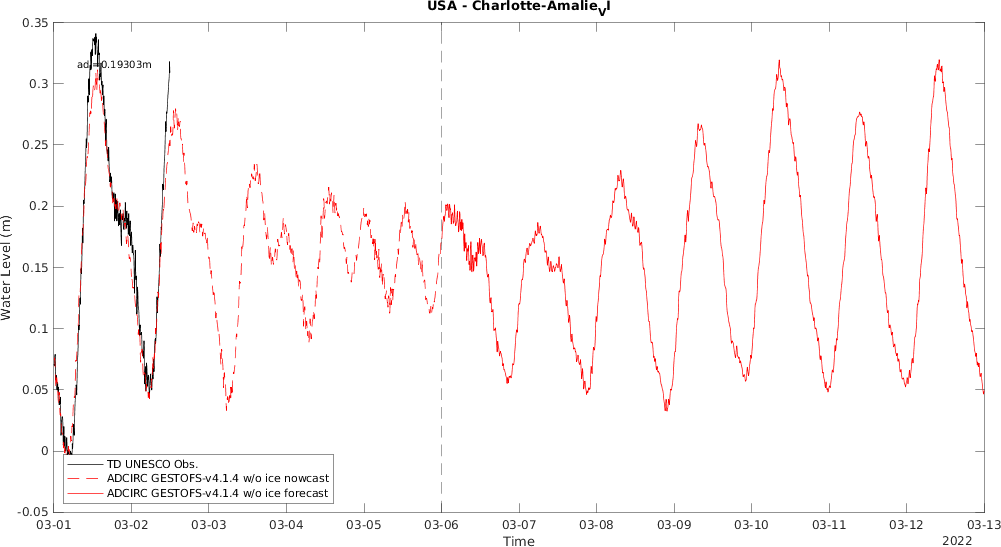 USA - Charlotte-AmalieVI
0.35
0.3
0.25
0.2
0.15
0.1
0.05
0
-0.05
Water Level (m)
adj=0.19303m
TD UNESCO Obs.
ADCIRC GESTOFS-v4.1.4 w/o ice nowcast
ADCIRC GESTOFS-v4.1.4 w/o ice forecast
03-01 03-02 03-03 03-04 03-05 03-06 03-07 03-08 03-09 03-10 03-11 03-12 03-13
Time
2022